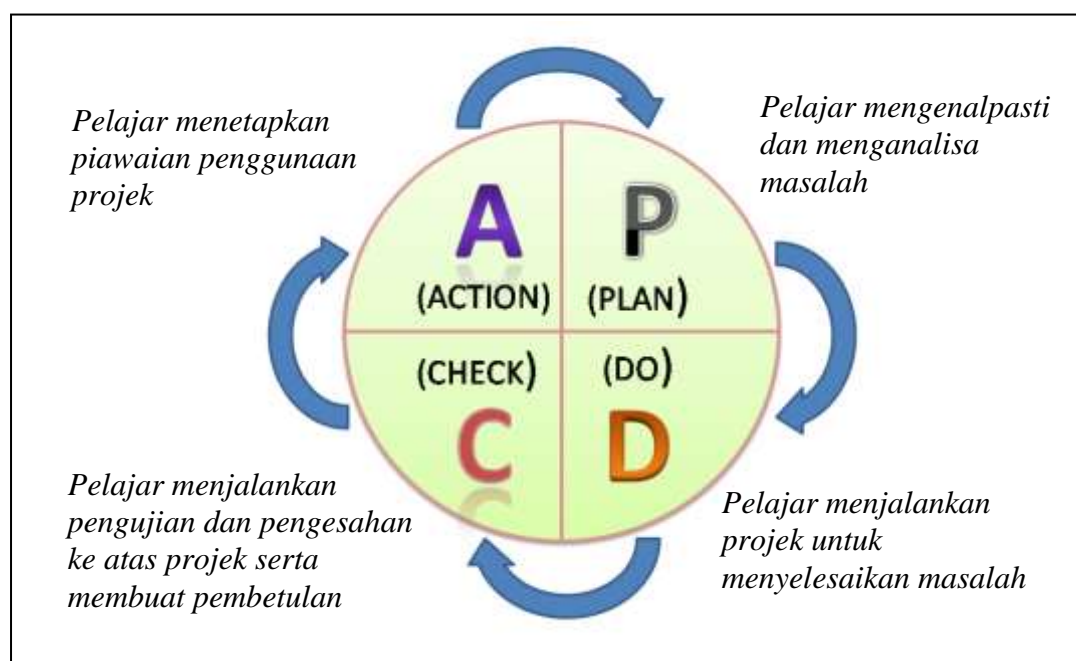 Pelajar menetapkan
piawaian penggunaan
projek
Pelajar mengenalpasti
dan menganalisa
masalah
A
(ACTION)
P
(PLAN)
(CHECK)
C
(DO)
D
Pelajar menjalankan
pengujian dan pengesahan
ke atas projek serta
membuat pembetulan
Pelajar menjalankan
projek untuk
menyelesaikan masalah